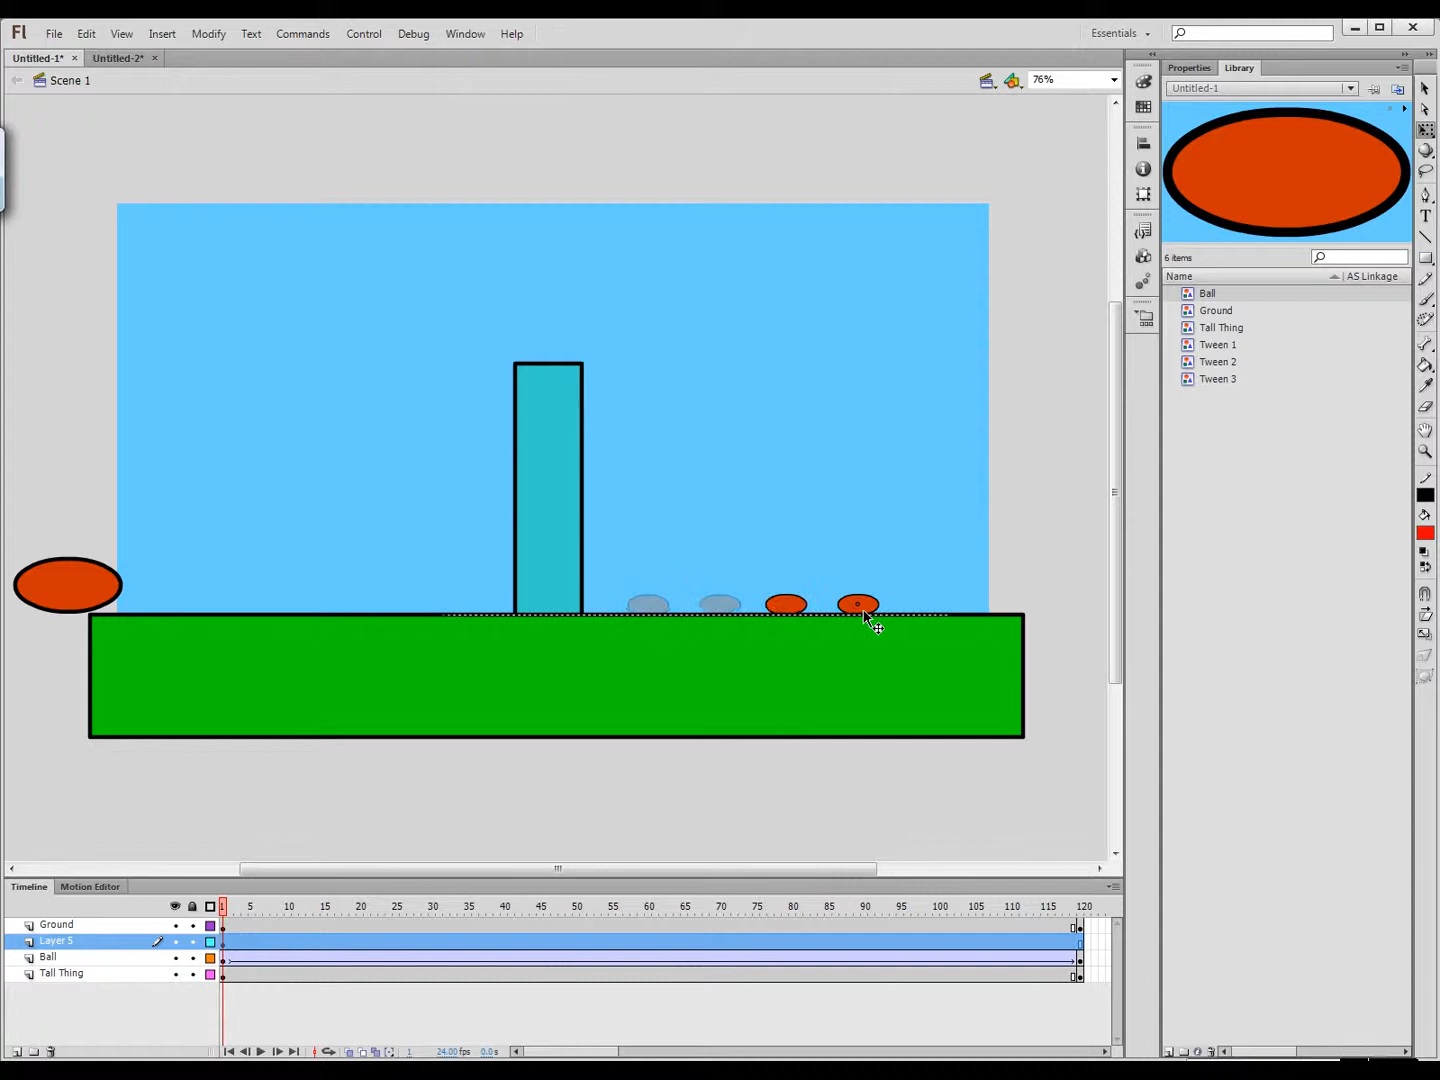 Fl File Edit View Insert Modify Text Commands Control Debug Window Help Essentials
Untitled-1* × Untitled-2* ×
Scene 1 76%
Properties Library
Untitled-1
6 items
Name AS Linkage
Ball
Ground
Tall Thing
Tween 1
Tween 2
Tween 3
T
Timeline Motion Editor
1 5 10 15 20 25 30 35 40 45 50 55 60 65 70 75 80 85 90 95 100 105 110 115 120
Ground
Layer 5
Ball
Tall Thing
1 24.00 fps 0.0 s